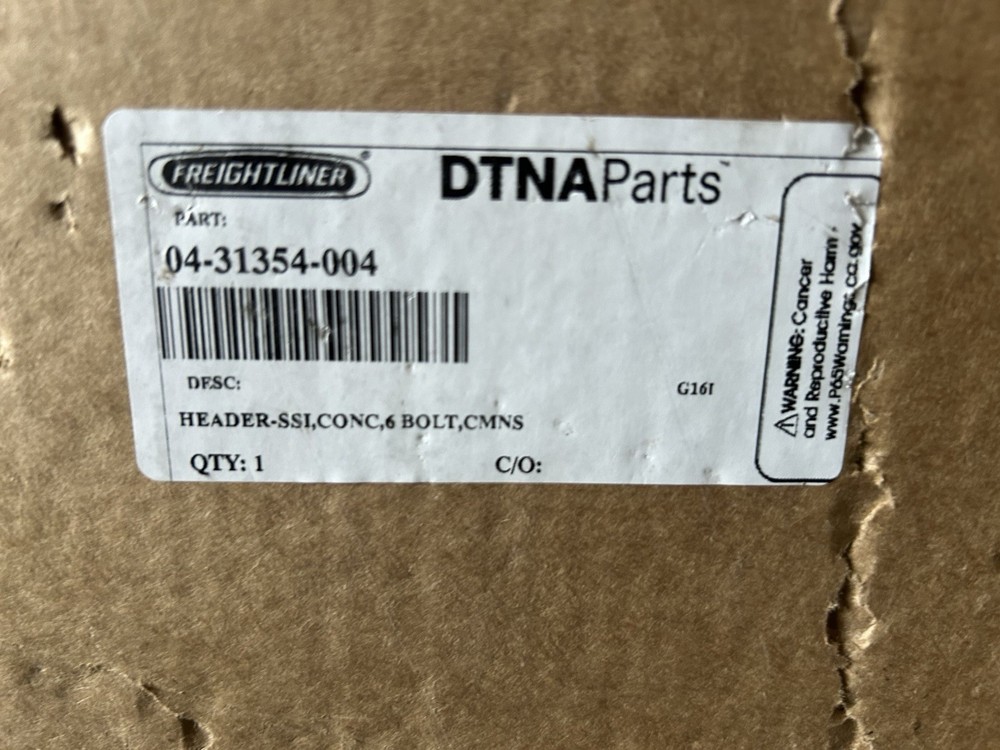 FREIGHTLINER®
DTNAParts™
PART:
04-31354-004
DESC:
G16I
HEADER-SSI,CONC,6 BOLT,CMNS
QTY: 1
C/O:
⚠WARNING: Cancer
and Reproductive Harm -
www.P65Warnings.ca.gov